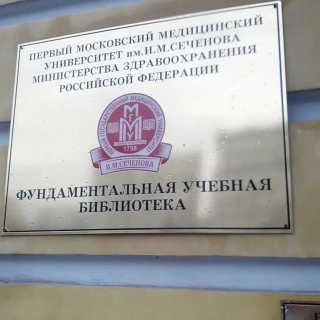 ПЕРВЫЙ МОСКОВСКИЙ МЕДИЦИНСКИЙ
УНИВЕРСИТЕТ им.И.М.СЕЧЕНОВА
МИНИСТЕРСТВА ЗДРАВООХРАНЕНИЯ
РОССИЙСКОЙ ФЕДЕРАЦИИ
1758
И.М.СЕЧЕНОВА
ФУНДАМЕНТАЛЬНАЯ УЧЕБНАЯ
БИБЛИОТЕКА